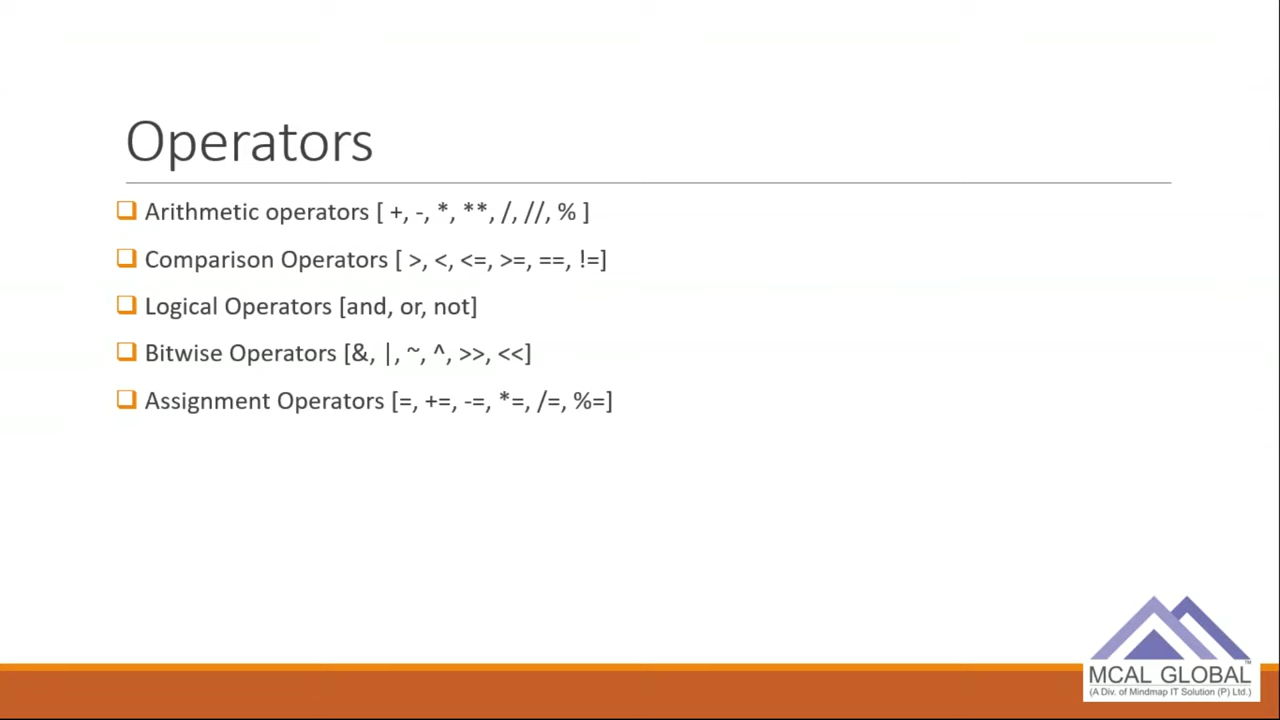 Operators
Arithmetic operators [ +, -, *, **, /, //, % ]
Comparison Operators [ >, <, <=, >=, ==, !=]
Logical Operators [and, or, not]
Bitwise Operators [&, |, ~, ^, >>, <<]
Assignment Operators [=, +=, -=, *=, /=, %=]
MCAL GLOBAL™
(A Div. of Mindmap IT Solution (P) Ltd.)